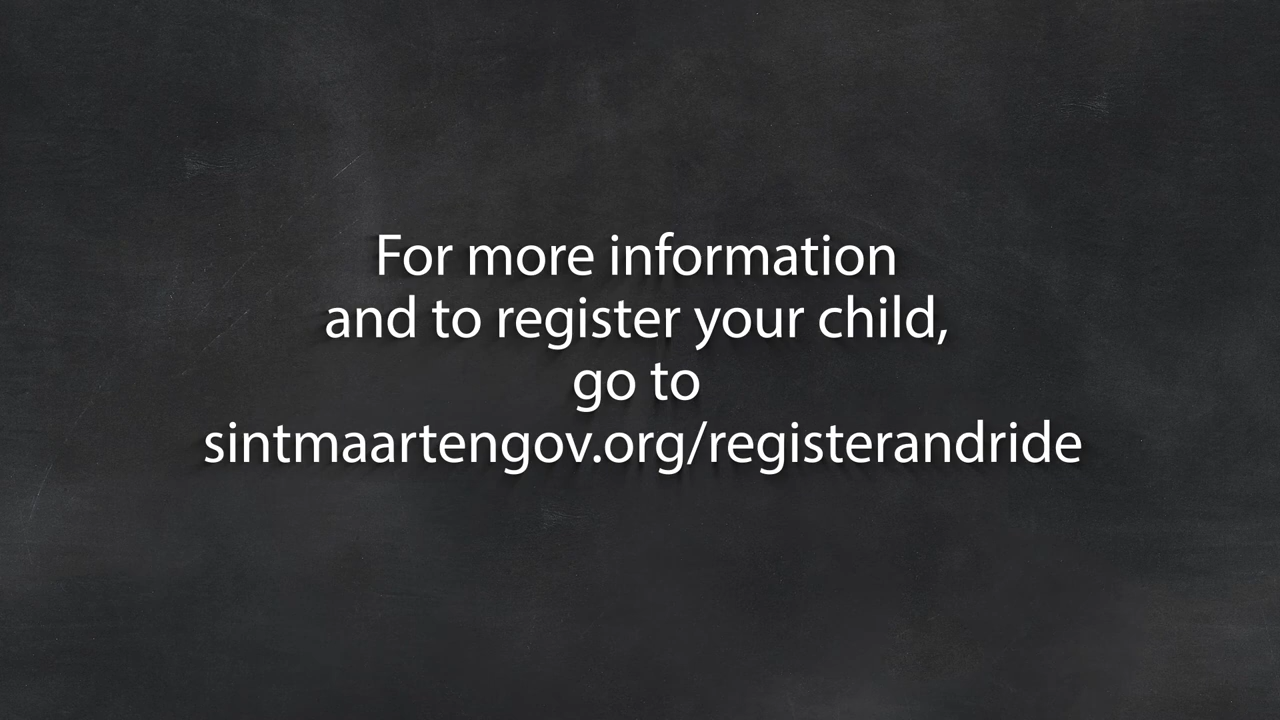 For more information
and to register your child,
go to
sintmaartengov.org/registerandride